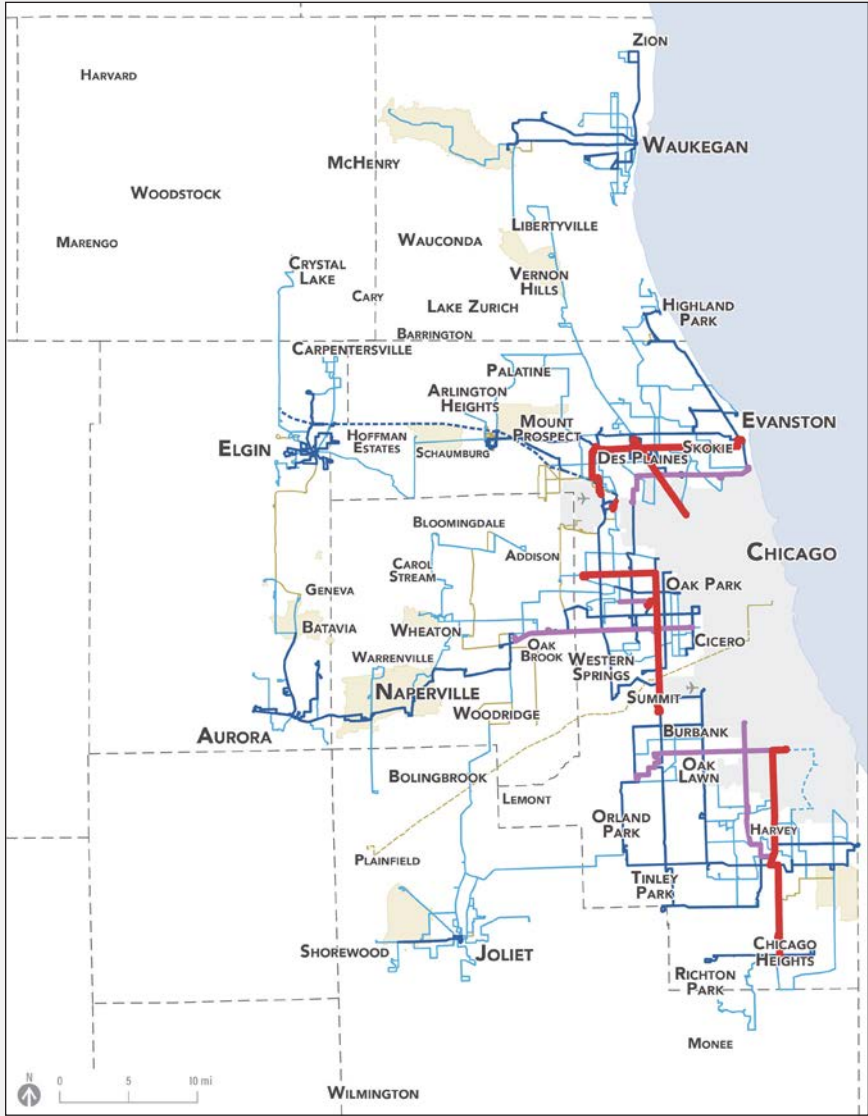 ZION
HARVARD
WAUKEGAN
MCHENRY
WOODSTOCK
LIBERTYVILLE
MARENGO
WAUCONDA
CRYSTAL
LAKE
VERNON
HILLS
CARY
LAKE ZURICH
HIGHLAND
PARK
BARRINGTON
CARPENTERSVILLE
PALATINE
ARLINGTON
HEIGHTS
MOUNT
PROSPECT
EVANSTON
ELGIN
HOFFMAN
ESTATES
SCHAUMBURG
DES PLAINES
SKOKIE
BLOOMINGDALE
ADDISON
CHICAGO
CAROL
STREAM
OAK PARK
GENEVA
BATAVIA
WHEATON
OAK
BROOK
CICERO
WARRENVILLE
WESTERN
SPRINGS
NAPERVILLE
SUMMIT
WOODRIDGE
AURORA
BURBANK
BOLINGBROOK
OAK
LAWN
LEMONT
ORLAND
PARK
HARVEY
PLAINFIELD
TINLEY
PARK
SHOREWOOD
JOLIET
CHICAGO
HEIGHTS
RICHTON
PARK
MONEE
N
0 5 10 mi
WILMINGTON